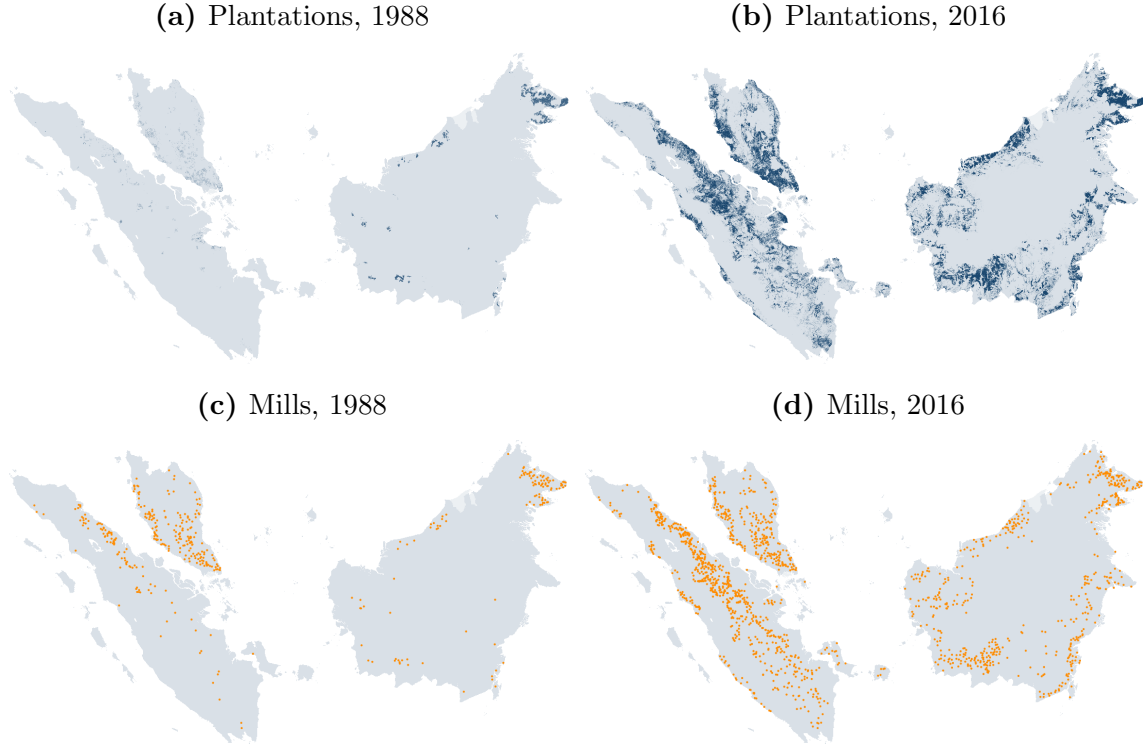 (a) Plantations, 1988
(b) Plantations, 2016
(c) Mills, 1988
(d) Mills, 2016